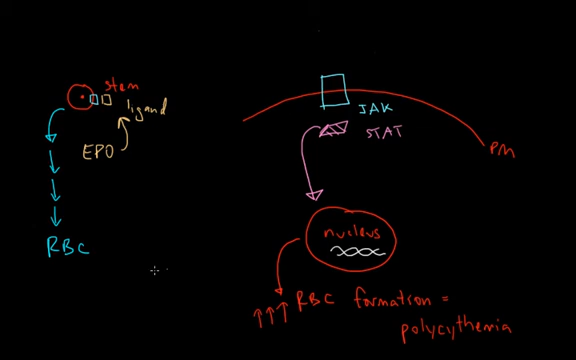 stem
ligand
EPO
RBC
JAK
STAT
PM
nucleus
↑↑↑ RBC formation =
polycythemia